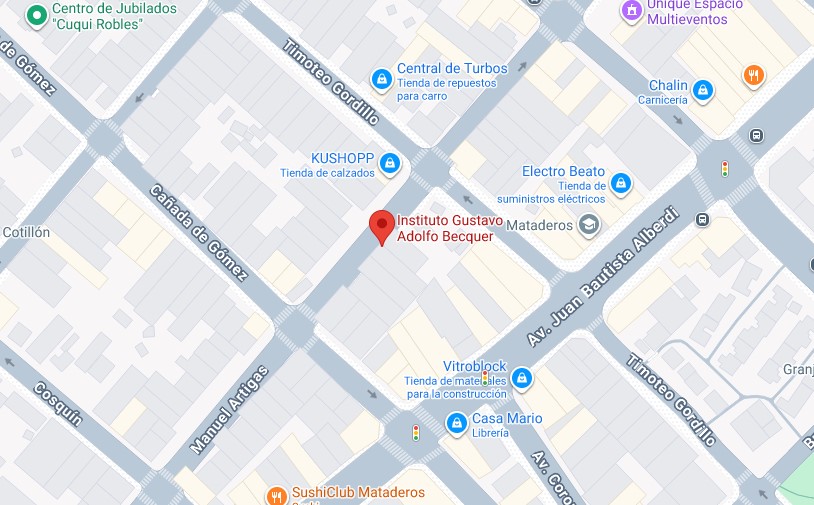 Centro de Jubilados
"Cuqui Robles"
Unique Espacio
Multieventos
Cañada de Gómez
Timoteo Gordillo
Central de Turbos
Tienda de repuestos
para carro
Chalin
Carnicería
KUSHOPP
Tienda de calzados
Electro Beato
Tienda de
suministros eléctricos
Cañada de Gómez
Instituto Gustavo
Adolfo Becquer
Mataderos
Cotillón
Av. Juan Bautista Alberdi
Vitroblock
Tienda de materiales
para la construcción
Timoteo Gordillo
Manuel Artigas
Cosquín
Casa Mario
Librería
SushiClub Mataderos